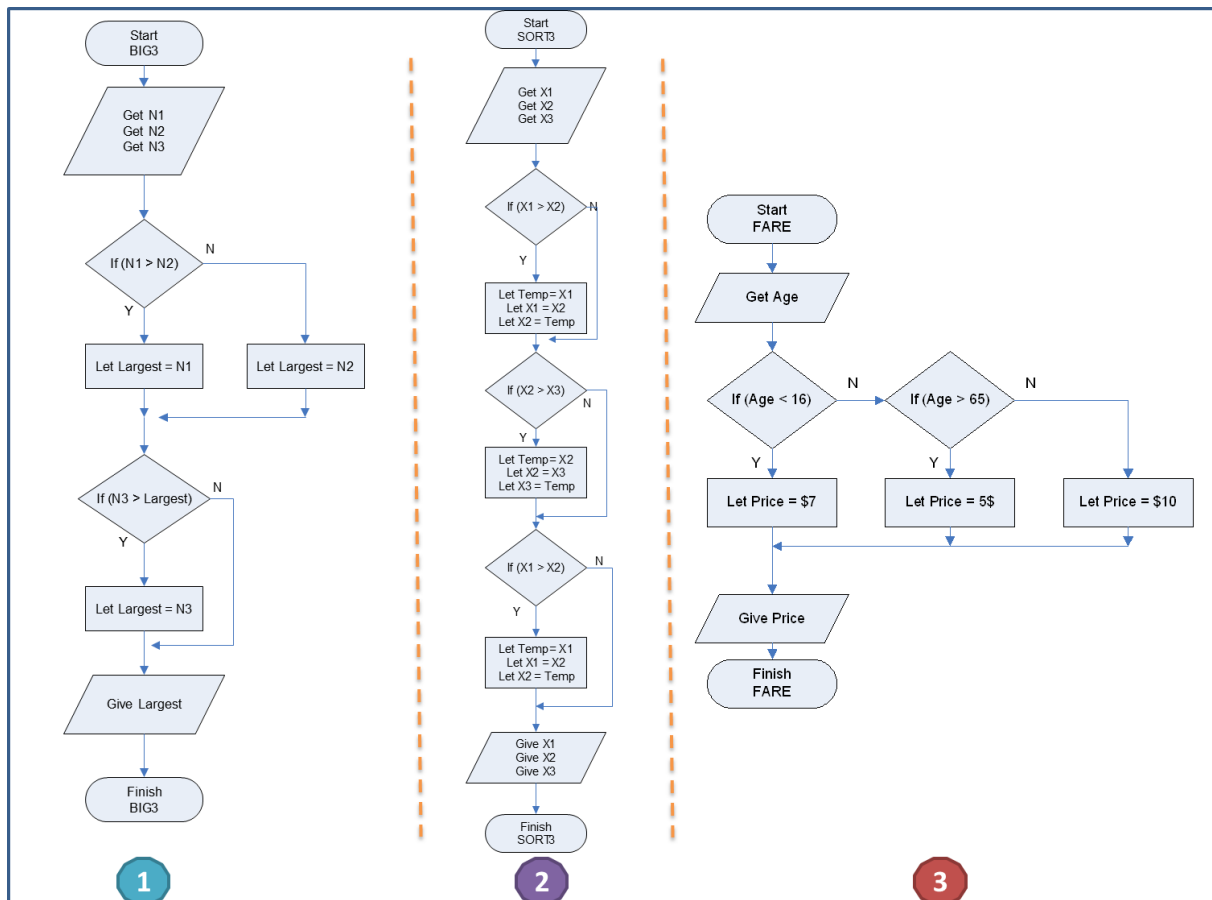 Start
BIG3
Get N1
Get N2
Get N3
If (N1 > N2)
N
Y
Let Largest = N1
Let Largest = N2
If (N3 > Largest)
N
Y
Let Largest = N3
Give Largest
Finish
BIG3
1
Start
SORT3
Get X1
Get X2
Get X3
If (X1 > X2)
N
Y
Let Temp= X1
Let X1 = X2
Let X2 = Temp
If (X2 > X3)
N
Y
Let Temp= X2
Let X2 = X3
Let X3 = Temp
If (X1 > X2)
N
Y
Let Temp= X1
Let X1 = X2
Let X2 = Temp
Give X1
Give X2
Give X3
Finish
SORT3
2
Start
FARE
Get Age
If (Age < 16)
N
If (Age > 65)
N
Y
Y
Let Price = $7
Let Price = 5$
Let Price = $10
Give Price
Finish
FARE
3